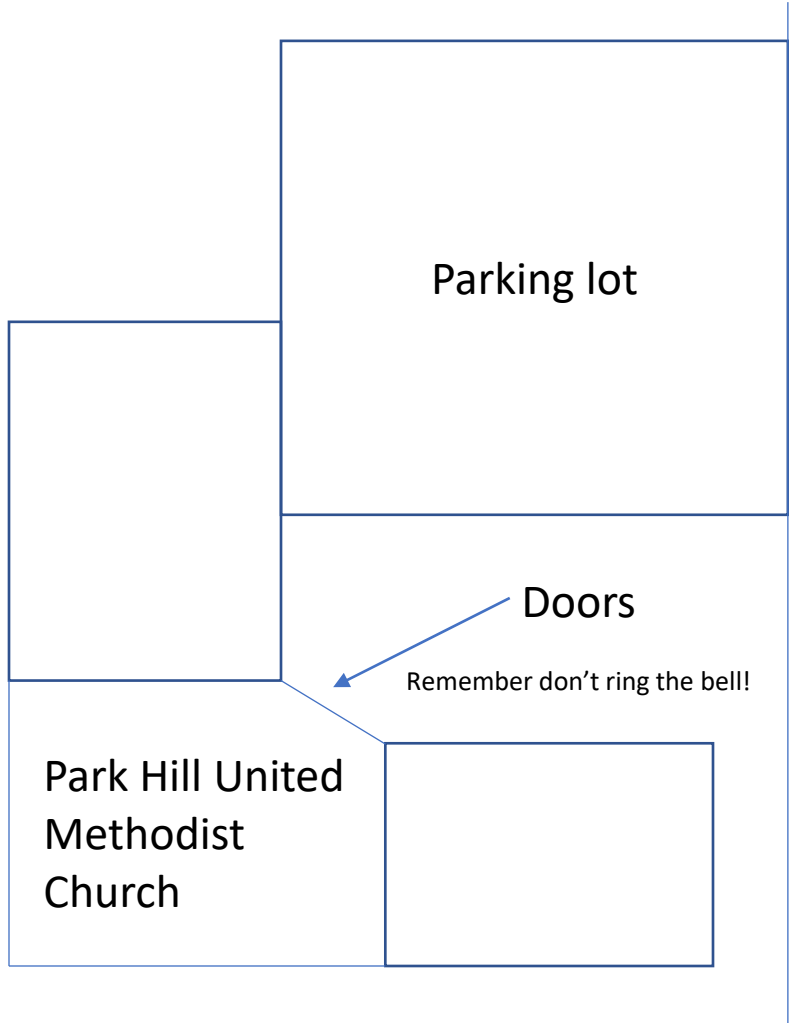 Parking lot
Doors
Remember don’t ring the bell!
Park Hill United
Methodist
Church